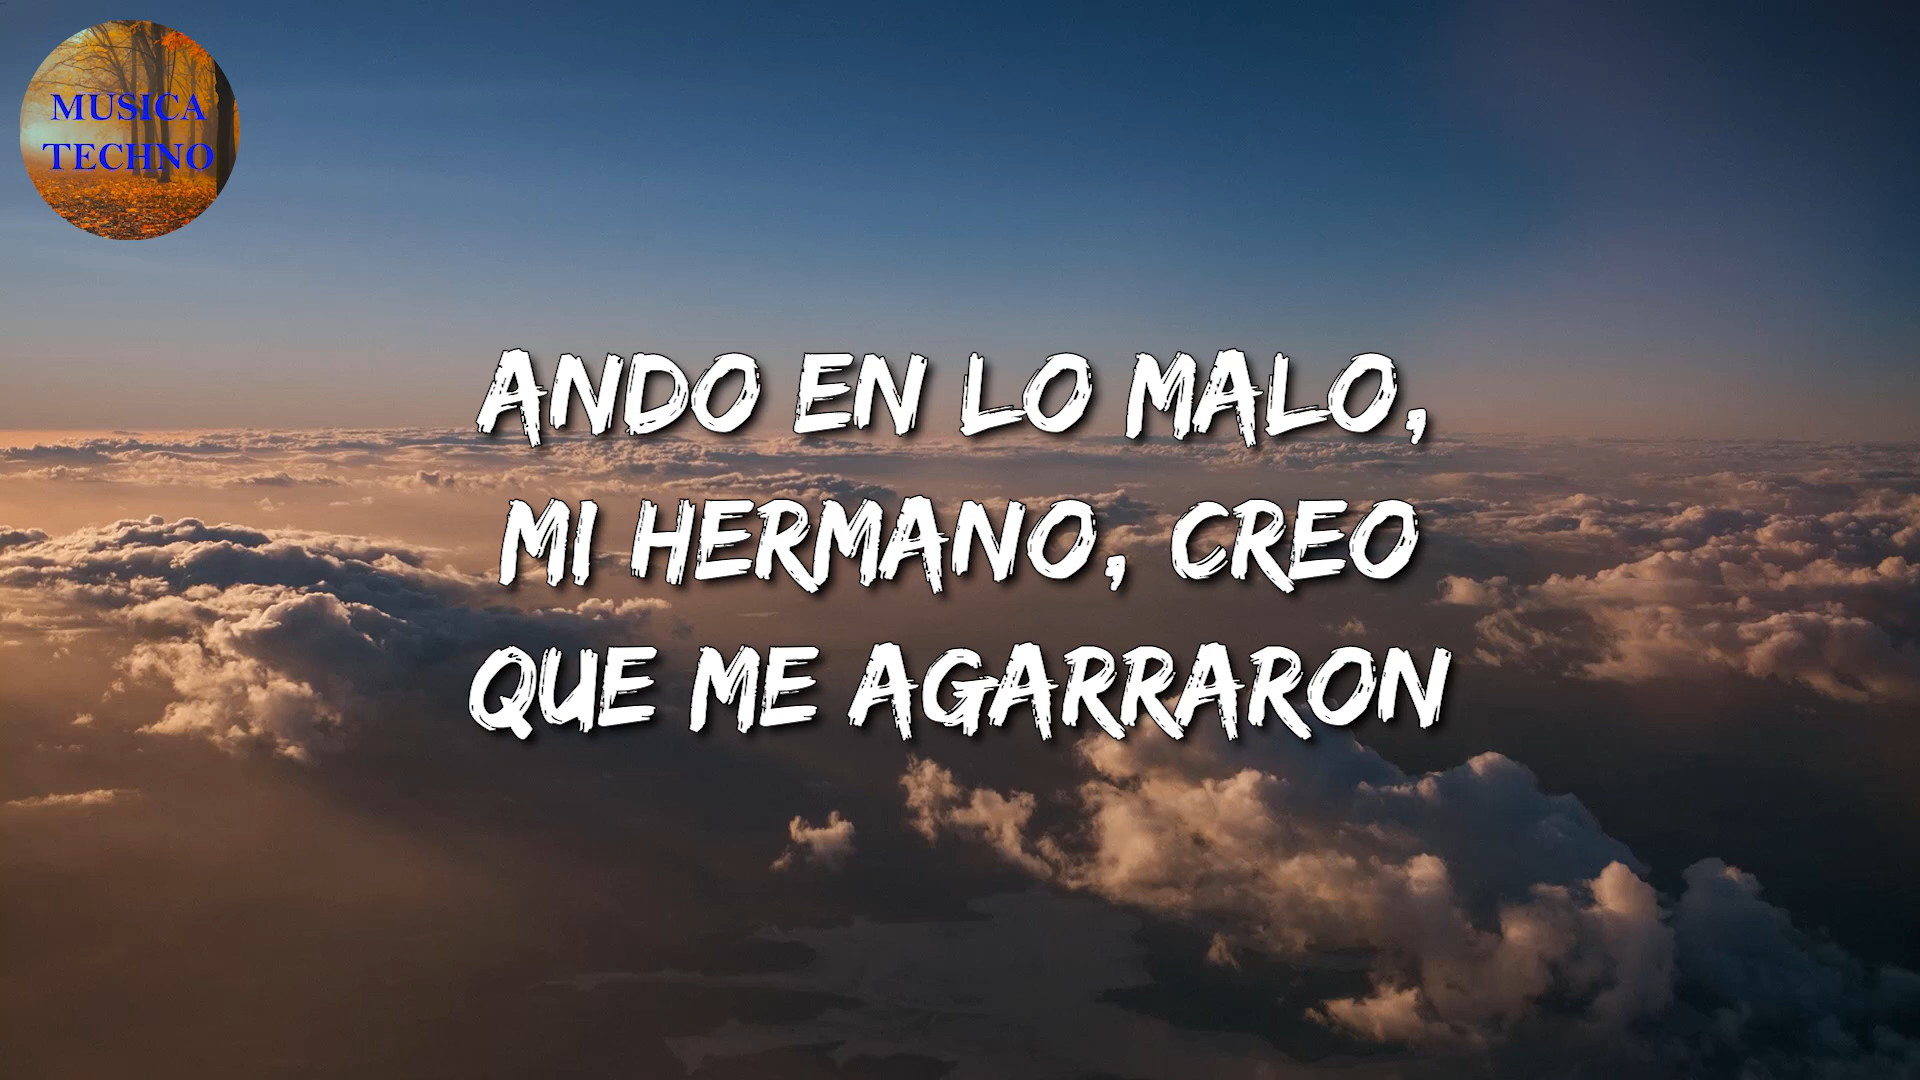 MUSICA
TECHNO
ANDO EN LO MALO,
MI HERMANO, CREO
QUE ME AGARRARON